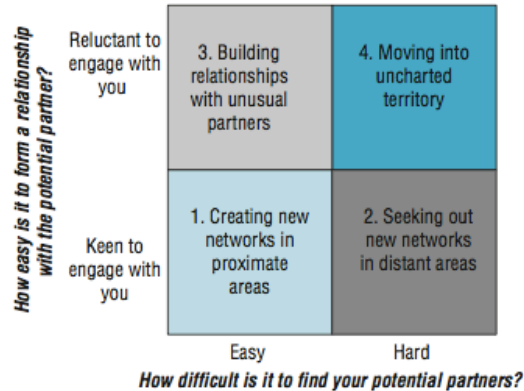 How easy is it to form a relationship
with the potential partner?
Reluctant to
engage with
you
3. Building
relationships
with unusual
partners
4. Moving into
uncharted
territory
Keen to
engage with
you
1. Creating new
networks in
proximate
areas
2. Seeking out
new networks
in distant areas
Easy
Hard
How difficult is it to find your potential partners?